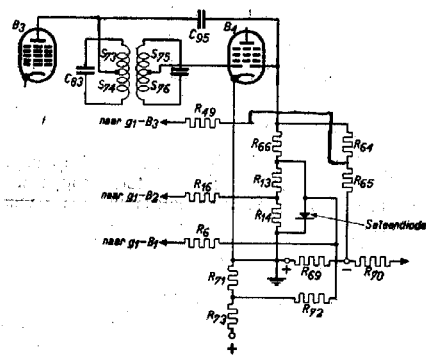 B3
C95
B4
S73
S75
C83
S74
S76
R49
naar g1-B3
R66
R64
R13
R65
R16
naar g1-B2
R14
Seleendiode
R6
naar g1-B1
+
R69
-
R70
R71
R72
R73
+